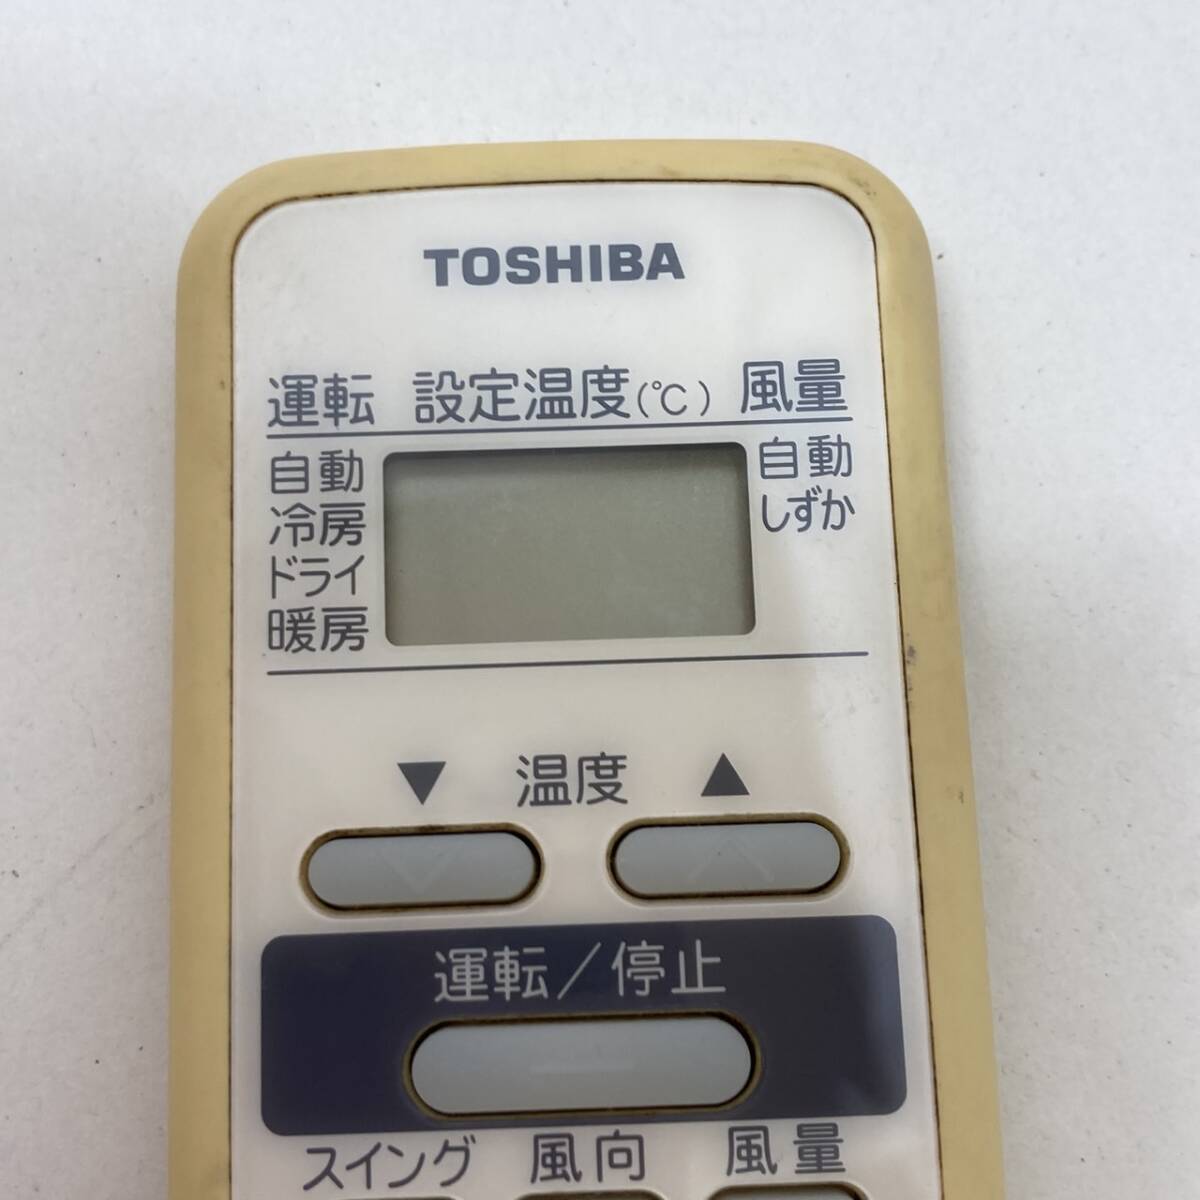 TOSHIBA
運転 設定温度(℃) 風量
自動 自動
冷房 しずか
ドライ
暖房
▼ 温度 ▲
運転/停止
スイング 風向 風量